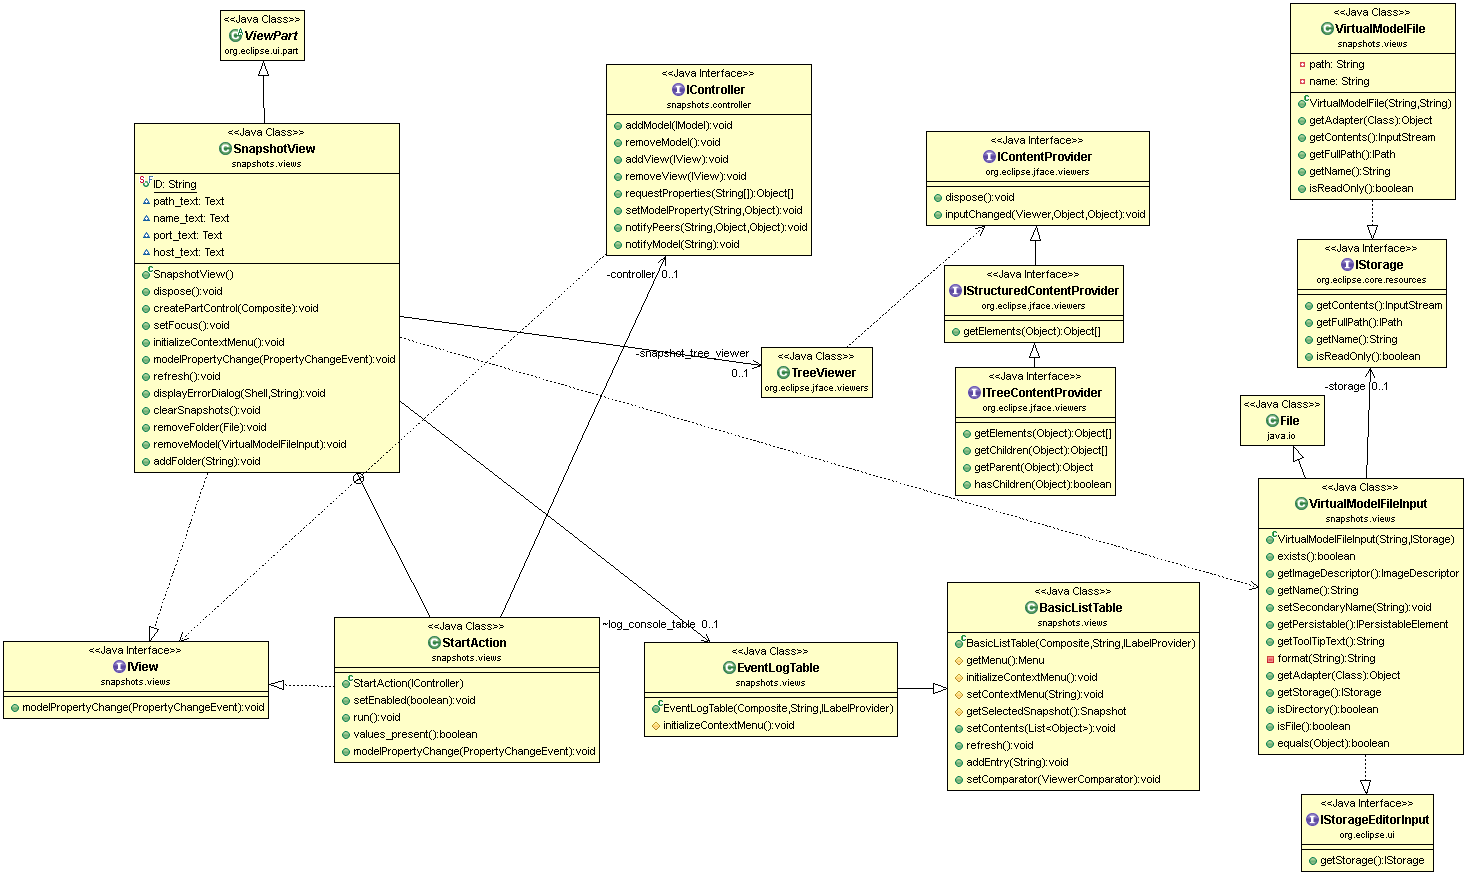 <<Java Class>>
ViewPart
org.eclipse.ui.part
<<Java Class>>
SnapshotView
snapshots.views
ID: String
path_text: Text
name_text: Text
port_text: Text
host_text: Text
SnapshotView()
dispose():void
createPartControl(Composite):void
setFocus():void
initializeContextMenu():void
modelPropertyChange(PropertyChangeEvent):void
refresh():void
displayErrorDialog(Shell,String):void
clearSnapshots():void
removeFolder(File):void
removeModel(VirtualModelFileInput):void
addFolder(String):void
<<Java Interface>>
IController
snapshots.controller
addModel(IModel):void
removeModel():void
addView(IView):void
removeView(IView):void
requestProperties(String[]):Object[]
setModelProperty(String,Object):void
notifyPeers(String,Object,Object):void
notifyModel(String):void
-controller 0..1
<<Java Interface>>
IContentProvider
org.eclipse.jface.viewers
dispose():void
inputChanged(Viewer,Object,Object):void
<<Java Interface>>
IStructuredContentProvider
org.eclipse.jface.viewers
getElements(Object):Object[]
<<Java Interface>>
ITreeContentProvider
org.eclipse.jface.viewers
getElements(Object):Object[]
getChildren(Object):Object[]
getParent(Object):Object
hasChildren(Object):boolean
-snapshot_tree_viewer
0..1
<<Java Class>>
TreeViewer
org.eclipse.jface.viewers
<<Java Class>>
VirtualModelFile
snapshots.views
path: String
name: String
VirtualModelFile(String,String)
getAdapter(Class):Object
getContents():InputStream
getFullPath():IPath
getName():String
isReadOnly():boolean
<<Java Interface>>
IStorage
org.eclipse.core.resources
getContents():InputStream
getFullPath():IPath
getName():String
isReadOnly():boolean
-storage 0..1
<<Java Class>>
File
java.io
<<Java Class>>
VirtualModelFileInput
snapshots.views
VirtualModelFileInput(String,IStorage)
exists():boolean
getImageDescriptor():ImageDescriptor
getName():String
setSecondaryName(String):void
getPersistable():IPersistableElement
getToolTipText():String
format(String):String
getAdapter(Class):Object
getStorage():IStorage
isDirectory():boolean
isFile():boolean
equals(Object):boolean
<<Java Interface>>
IStorageEditorInput
org.eclipse.ui
getStorage():IStorage
<<Java Interface>>
IView
snapshots.views
modelPropertyChange(PropertyChangeEvent):void
<<Java Class>>
StartAction
snapshots.views
StartAction(IController)
setEnabled(boolean):void
run():void
values_present():boolean
modelPropertyChange(PropertyChangeEvent):void
~log_console_table 0..1
<<Java Class>>
EventLogTable
snapshots.views
EventLogTable(Composite,String,ILabelProvider)
initializeContextMenu():void
<<Java Class>>
BasicListTable
snapshots.views
BasicListTable(Composite,String,ILabelProvider)
getMenu():Menu
initializeContextMenu():void
setContextMenu(String):void
getSelectedSnapshot():Snapshot
setContents(List<Object>):void
refresh():void
addEntry(String):void
setComparator(ViewerComparator):void